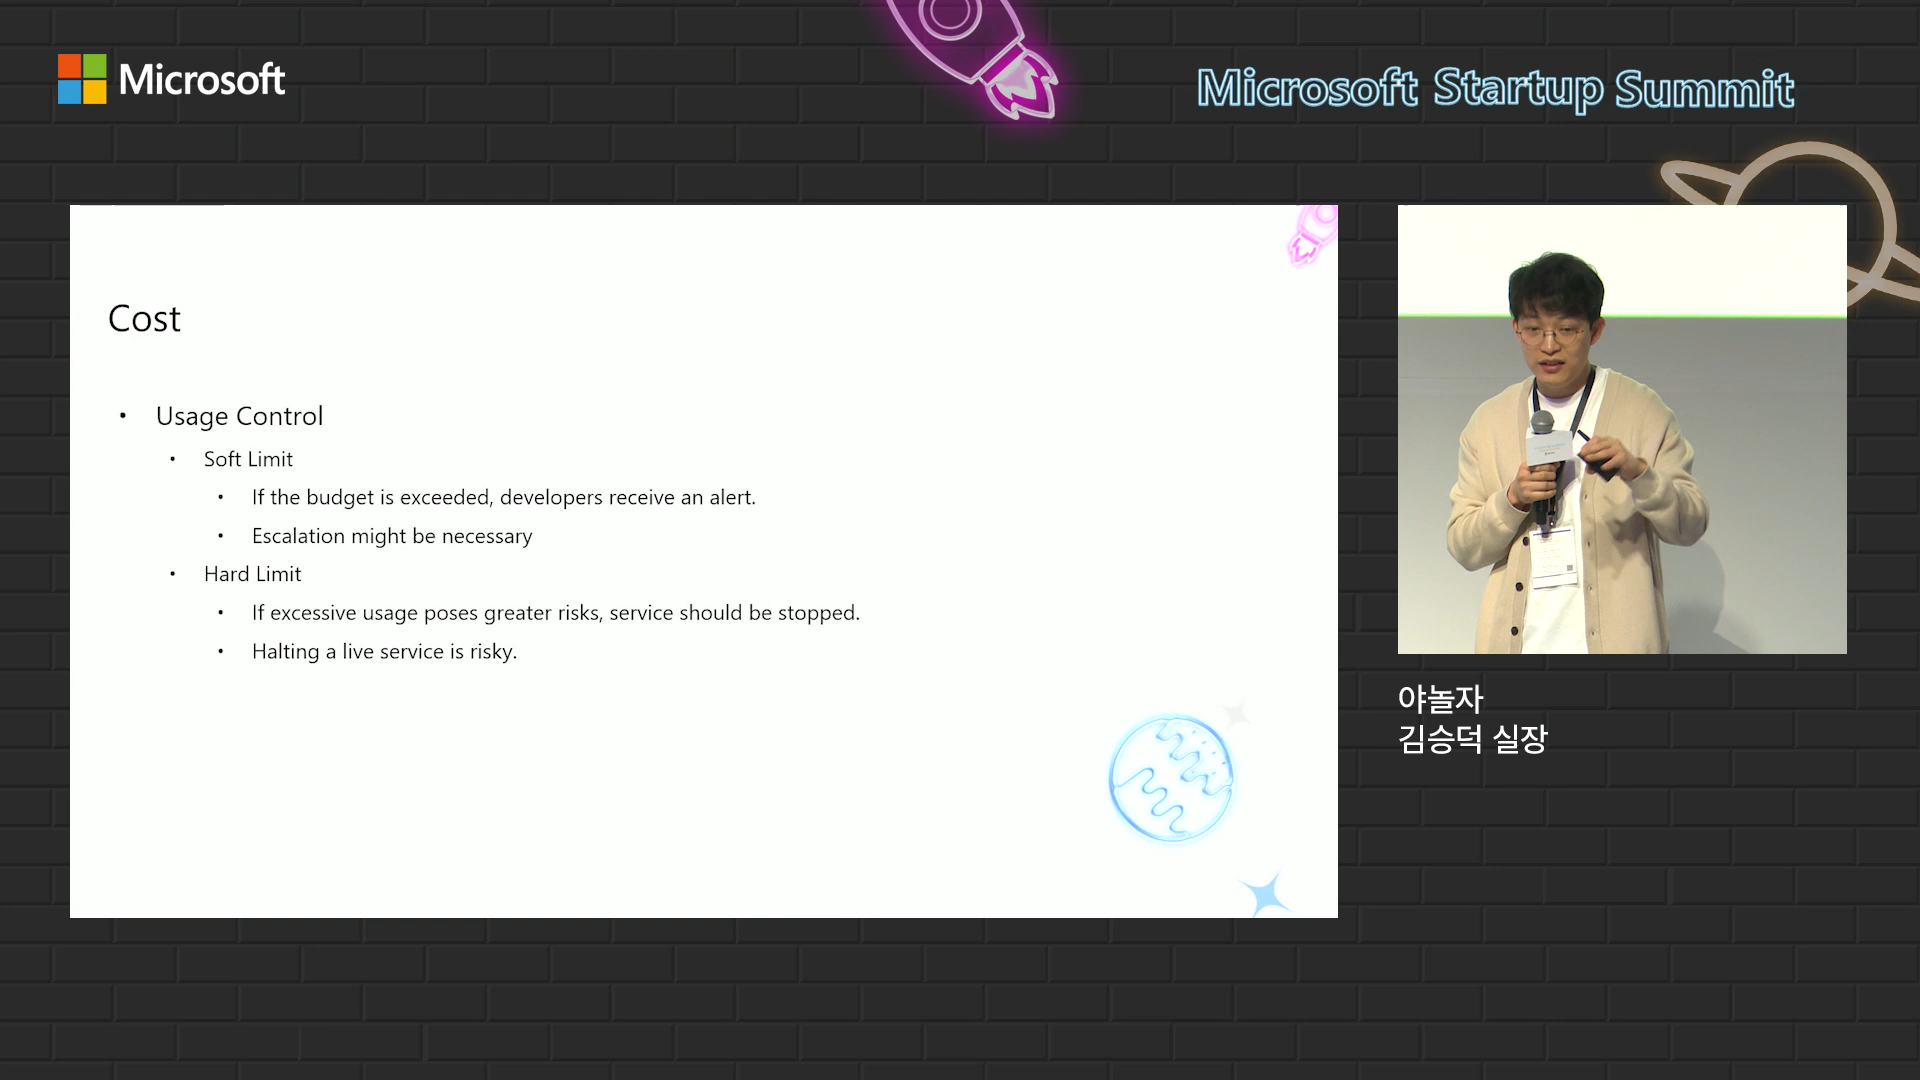 Microsoft
Microsoft Startup Summit
Cost
• Usage Control
• Soft Limit
• If the budget is exceeded, developers receive an alert.
• Escalation might be necessary
• Hard Limit
• If excessive usage poses greater risks, service should be stopped.
• Halting a live service is risky.
야놀자
김승덕 실장